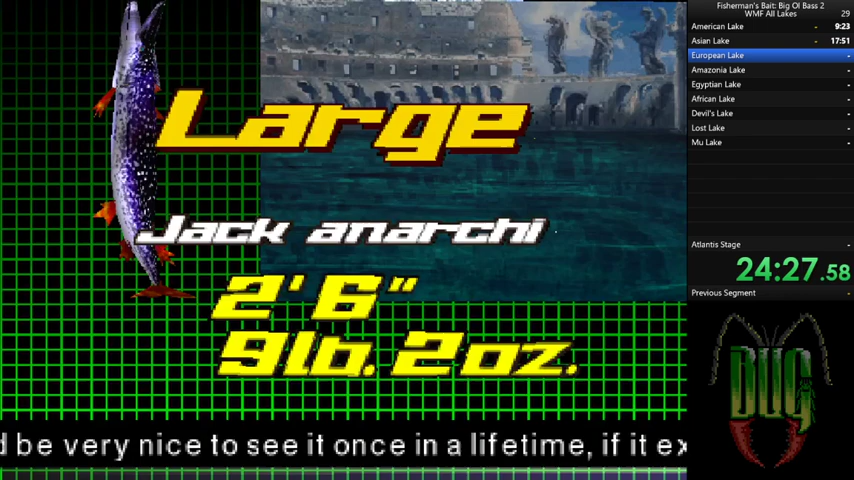 Large
Jack anarchi
2' 6"
9lb. 2oz.
d be very nice to see it once in a lifetime, if it ex
Fisherman's Bait: Big Ol Bass 2
WMF All Lakes 29
American Lake - 9:23
Asian Lake - 17:51
European Lake -
Amazonia Lake -
Egyptian Lake -
African Lake -
Devil's Lake -
Lost Lake -
Mu Lake -
Atlantis Stage -
24:27.58
Previous Segment -
BUG